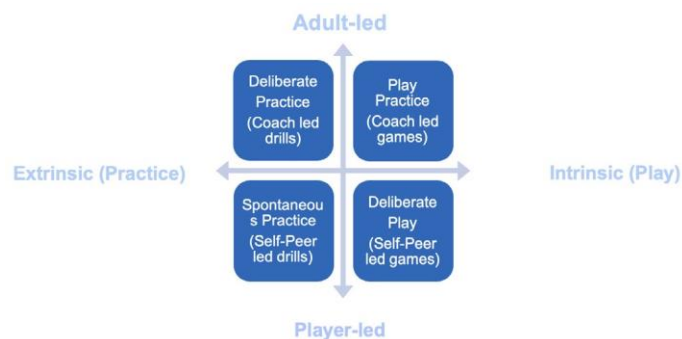 Adult-led
Deliberate
Practice
(Coach led
drills)
Play
Practice
(Coach led
games)
Extrinsic (Practice)
Intrinsic (Play)
Spontaneou
s Practice
(Self-Peer
led drills)
Deliberate
Play
(Self-Peer
led games)
Player-led